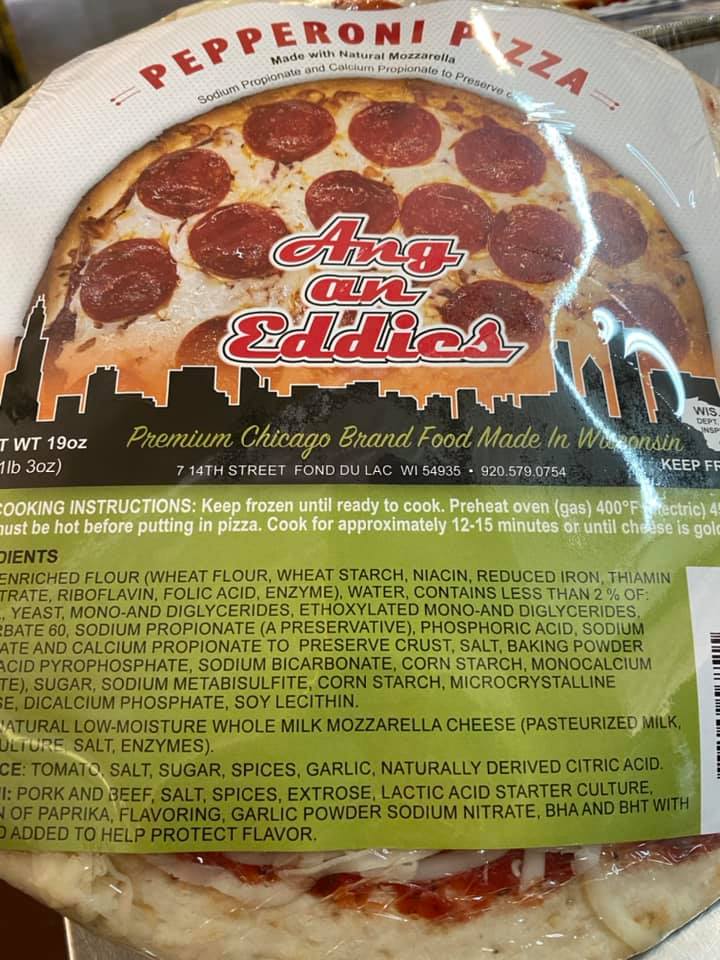 PEPPERONI PIZZA
Made with Natural Mozzarella
Sodium Propionate and Calcium Propionate to Preserve
Ang
an
Eddies
WIS.
DEPT.
INSP
T WT 19oz
Premium Chicago Brand Food Made In Wisconsin
1lb 3oz)
7 14TH STREET FOND DU LAC WI 54935 • 920.579.0754
KEEP FR
COOKING INSTRUCTIONS: Keep frozen until ready to cook. Preheat oven (gas) 400°F ectric) 4
must be hot before putting in pizza. Cook for approximately 12-15 minutes or until cheese is gol
DIENTS
ENRICHED FLOUR (WHEAT FLOUR, WHEAT STARCH, NIACIN, REDUCED IRON, THIAMIN
TRATE, RIBOFLAVIN, FOLIC ACID, ENZYME), WATER, CONTAINS LESS THAN 2 % OF:
, YEAST, MONO-AND DIGLYCERIDES, ETHOXYLATED MONO-AND DIGLYCERIDES,
RBATE 60, SODIUM PROPIONATE (A PRESERVATIVE), PHOSPHORIC ACID, SODIUM
ATE AND CALCIUM PROPIONATE TO PRESERVE CRUST, SALT, BAKING POWDER
ACID PYROPHOSPHATE, SODIUM BICARBONATE, CORN STARCH, MONOCALCIUM
TE), SUGAR, SODIUM METABISULFITE, CORN STARCH, MICROCRYSTALLINE
SE, DICALCIUM PHOSPHATE, SOY LECITHIN.
NATURAL LOW-MOISTURE WHOLE MILK MOZZARELLA CHEESE (PASTEURIZED MILK,
ULTURE, SALT, ENZYMES).
CE: TOMATO, SALT, SUGAR, SPICES, GARLIC, NATURALLY DERIVED CITRIC ACID.
I: PORK AND BEEF, SALT, SPICES, EXTROSE, LACTIC ACID STARTER CULTURE,
N OF PAPRIKA, FLAVORING, GARLIC POWDER SODIUM NITRATE, BHA AND BHT WITH
D ADDED TO HELP PROTECT FLAVOR.